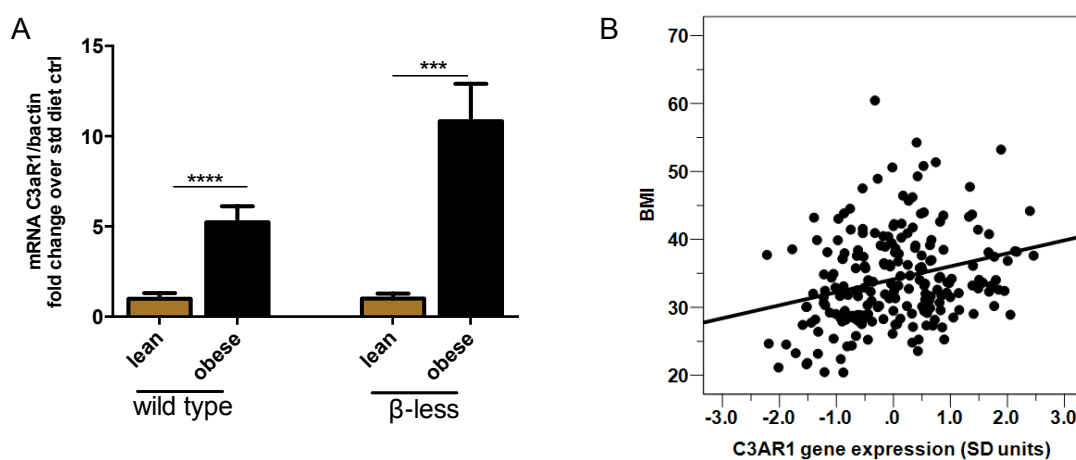 A
mRNA C3aR1/bactin
fold change over std diet ctrl
15
10
5
0
****
***
lean
obese
lean
obese
wild type
β-less
B
BMI
70
60
50
40
30
20
-3.0
-2.0
-1.0
.0
1.0
2.0
3.0
C3AR1 gene expression (SD units)